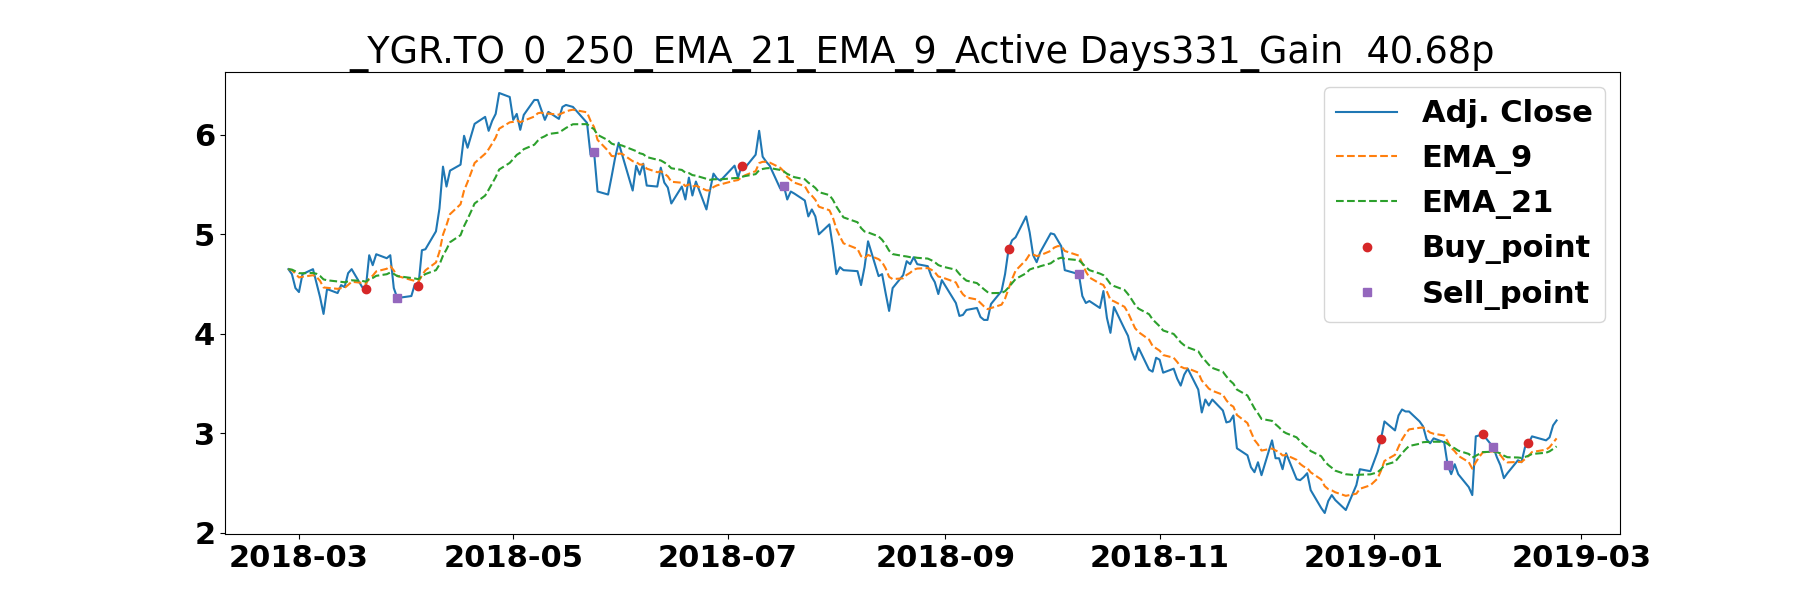 _YGR.TO_0_250_EMA_21_EMA_9_Active Days331_Gain  40.68p
Adj. Close
EMA_9
EMA_21
Buy_point
Sell_point
6
5
4
3
2
2018-03 2018-05 2018-07 2018-09 2018-11 2019-01 2019-03